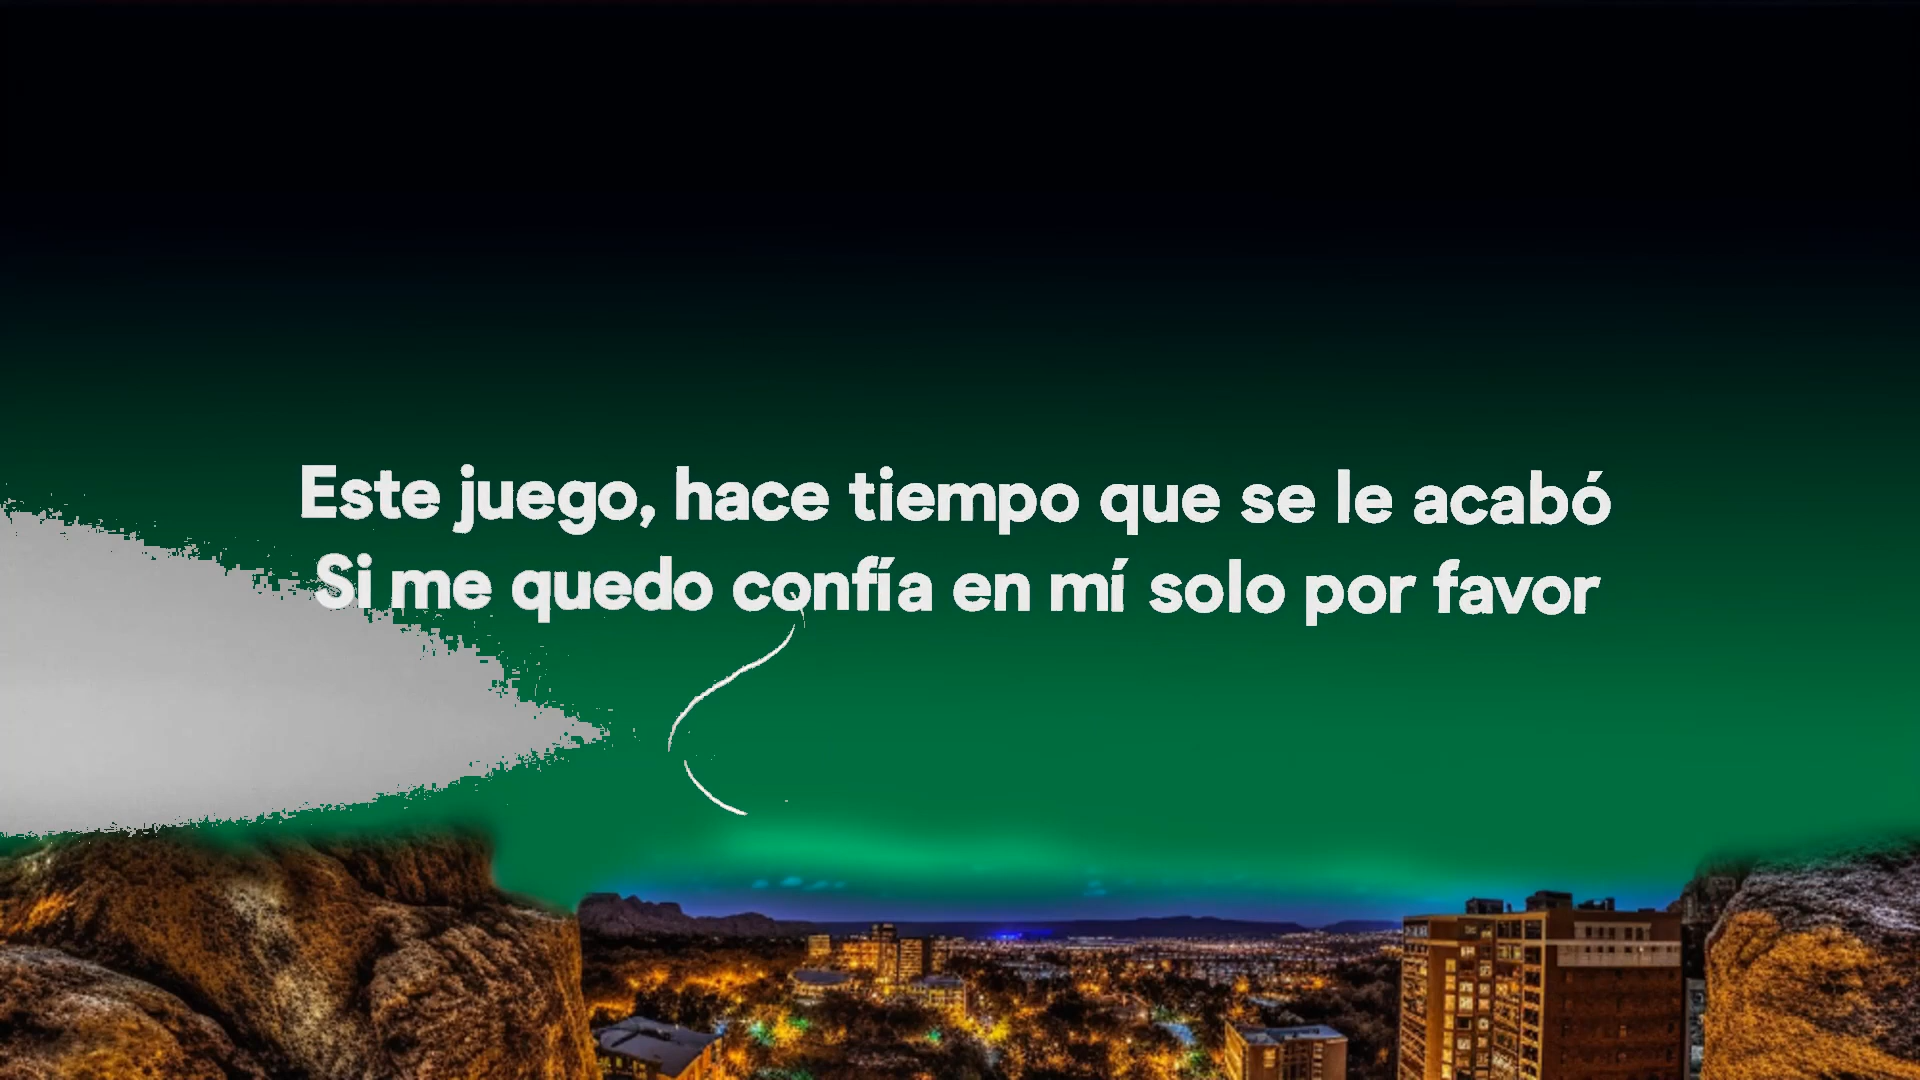 Este juego, hace tiempo que se le acabó
Si me quedo confía en mí solo por favor